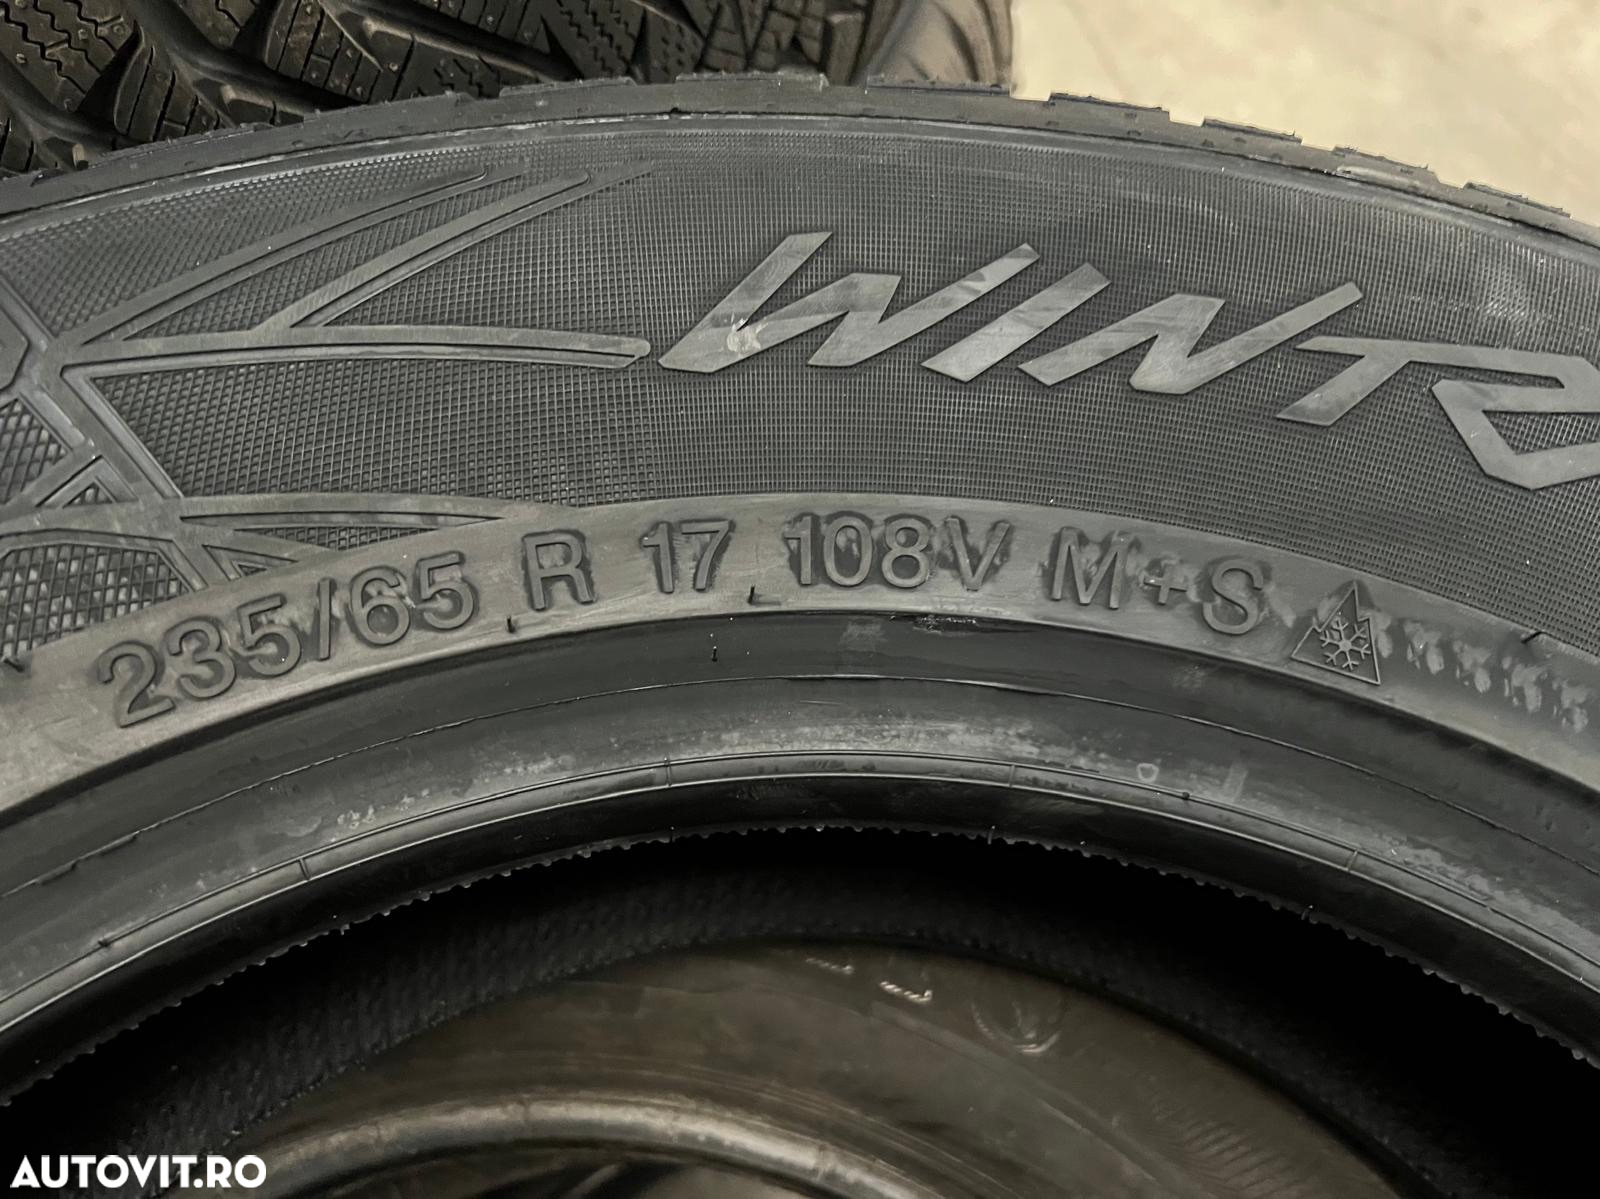 WINTR
235/65 R 17 108V M+S
AUTOVIT.RO